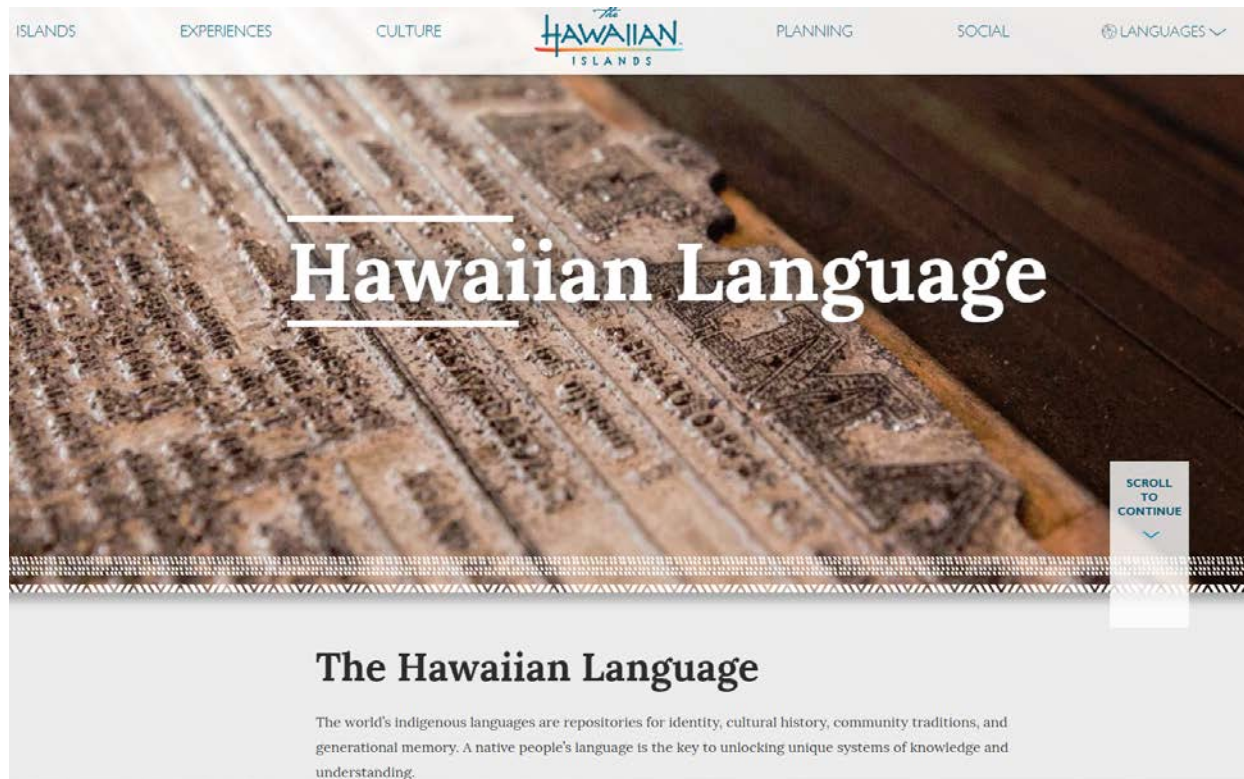 ISLANDS EXPERIENCES CULTURE The HAWAIIAN ISLANDS PLANNING SOCIAL LANGUAGES
Hawaiian Language
SCROLL
TO
CONTINUE
The Hawaiian Language
The world's indigenous languages are repositories for identity, cultural history, community traditions, and
generational memory. A native people's language is the key to unlocking unique systems of knowledge and
understanding.